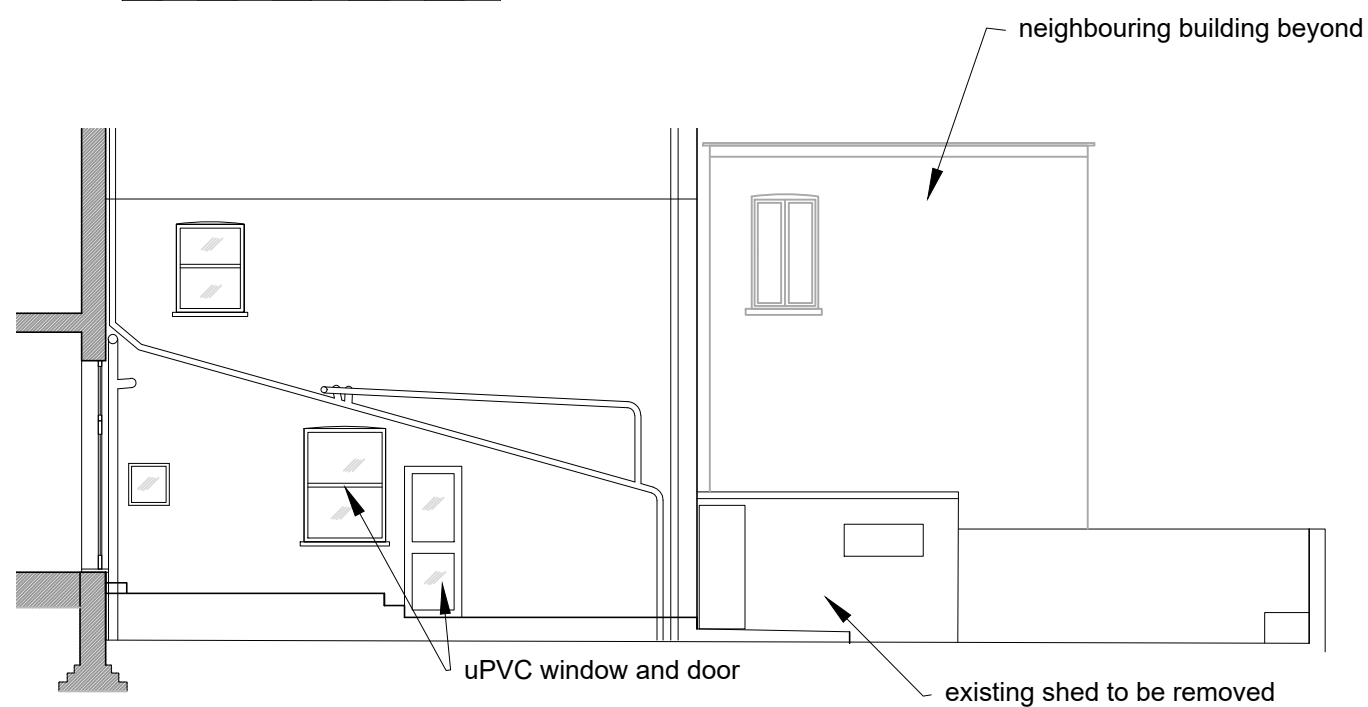 neighbouring building beyond
uPVC window and door
existing shed to be removed